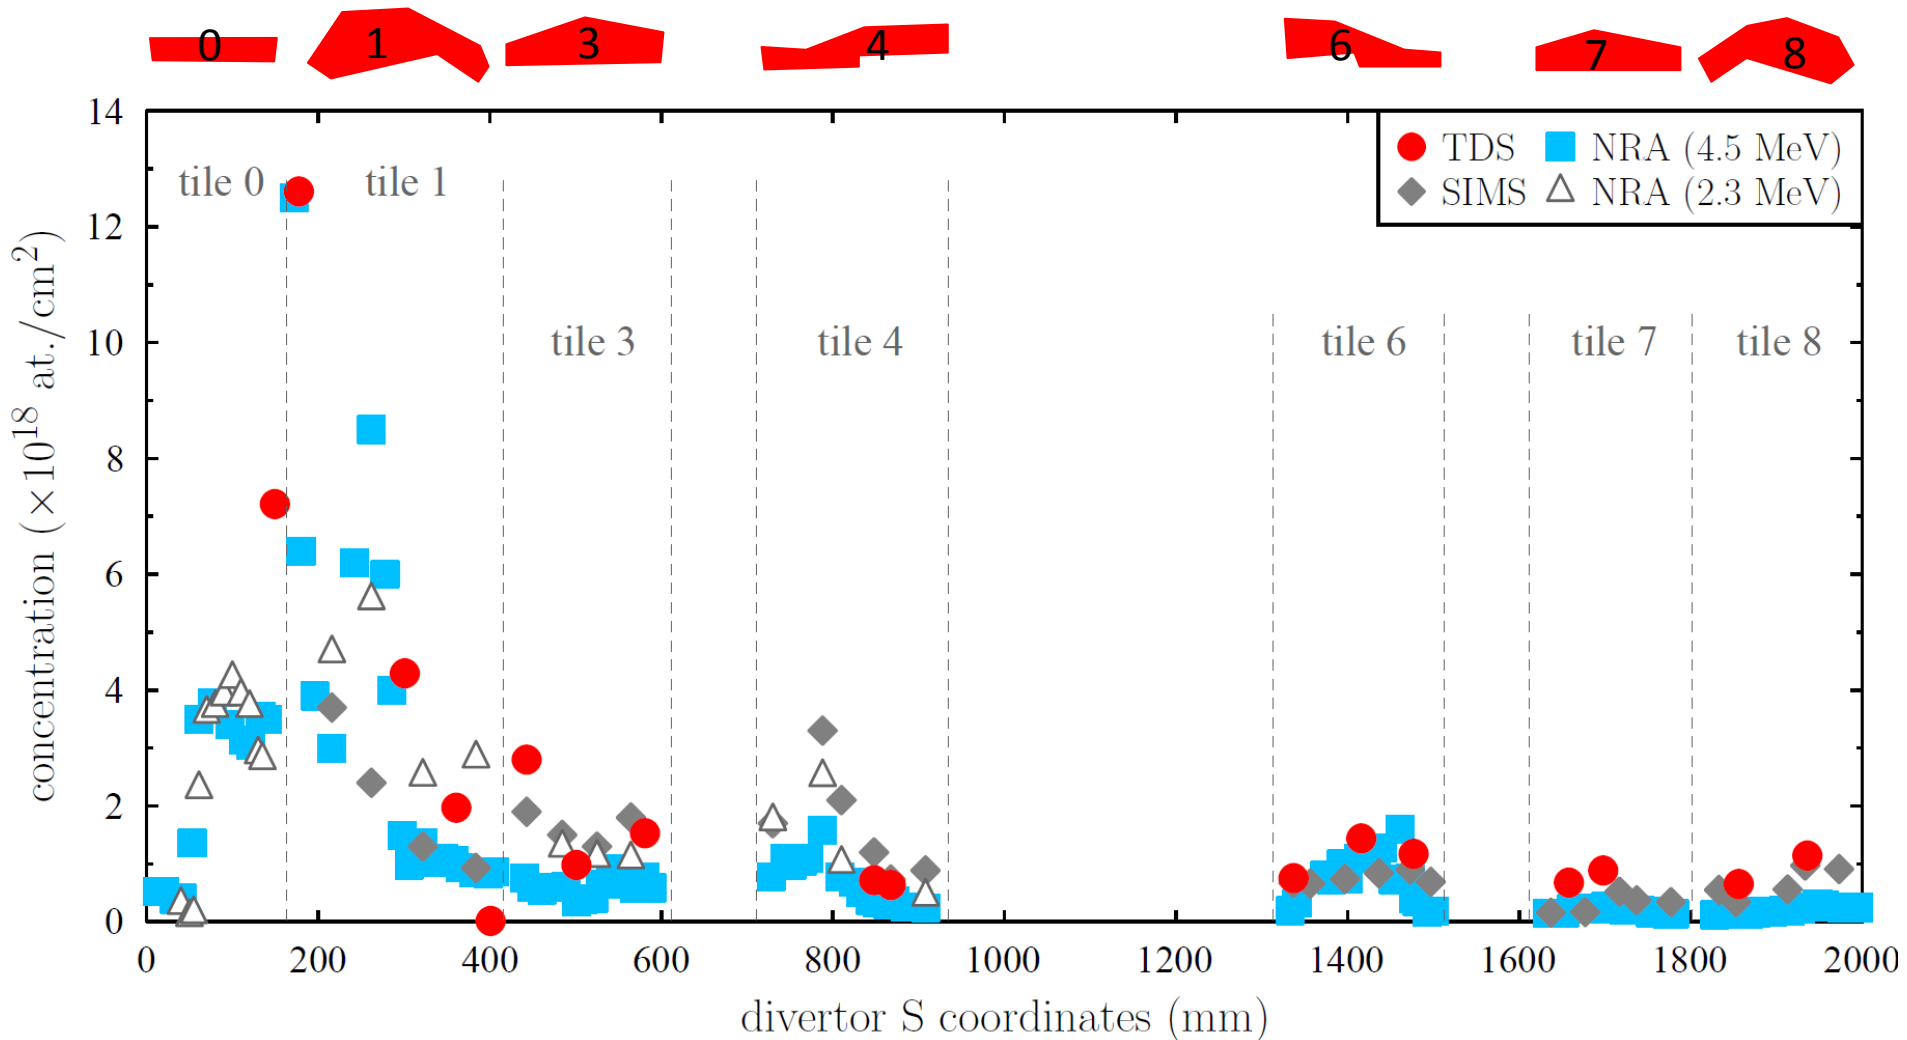 0 1 3 4 6 7 8
14
12
10
8
6
4
2
0
concentration (×10^18 at./cm^2)
TDS NRA (4.5 MeV)
SIMS NRA (2.3 MeV)
tile 0 tile 1
tile 3 tile 4 tile 6 tile 7 tile 8
0 200 400 600 800 1000 1200 1400 1600 1800 2000
divertor S coordinates (mm)